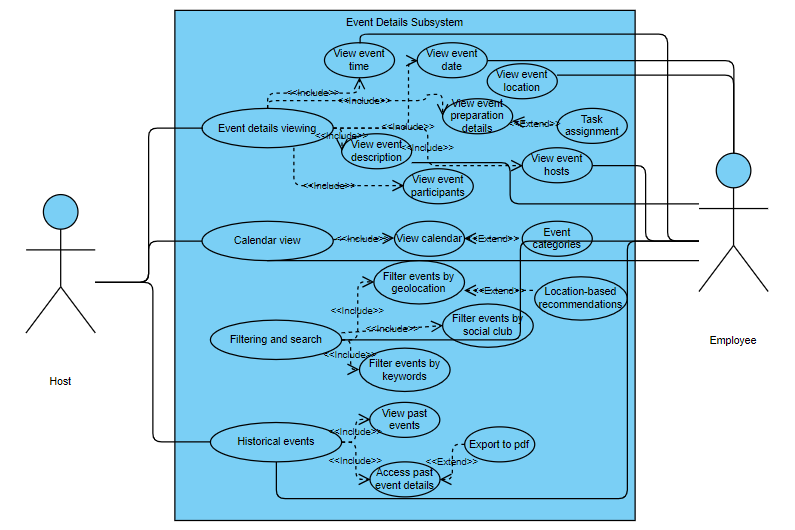 Event Details Subsystem
View event
time
View event
date
View event
location
<<Include>>
<<Include>>
View event
preparation
details
<<Extend>>
Task
assignment
Event details viewing
<<Include>>
<<Include>>
View event
description
<<Include>>
View event
hosts
<<Include>>
View event
participants
Calendar view
<<Include>>
View calendar
<<Extend>>
Event
categories
Filter events by
geolocation
<<Extend>>
Location-based
recommendations
<<Include>>
Filtering and search
<<Include>>
Filter events by
social club
<<Include>>
Filter events by
keywords
Host
Employee
View past
events
<<Include>>
Historical events
Export to pdf
<<Include>>
<<Extend>>
Access past
event details